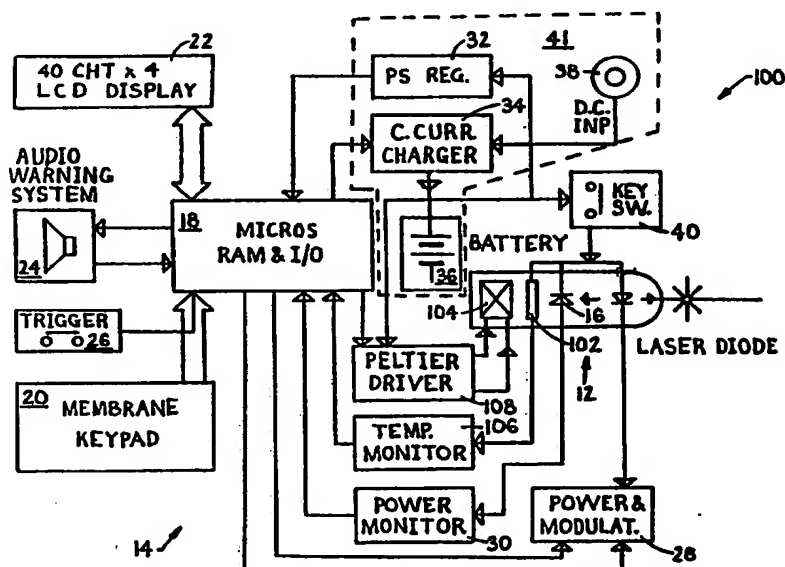 22
40 CHT x 4
LCD DISPLAY
32
PS REG.
41
38
D.C.
INP
100
34
C. CURR.
CHARGER
AUDIO
WARNING
SYSTEM
24
18
MICROS
RAM & I/O
BATTERY
36
KEY
SW.
40
TRIGGER
26
104
16
102
12
LASER DIODE
20
MEMBRANE
KEYPAD
PELTIER
DRIVER
108
TEMP.
MONITOR
106
POWER
MONITOR
30
POWER &
MODULAT.
28
14